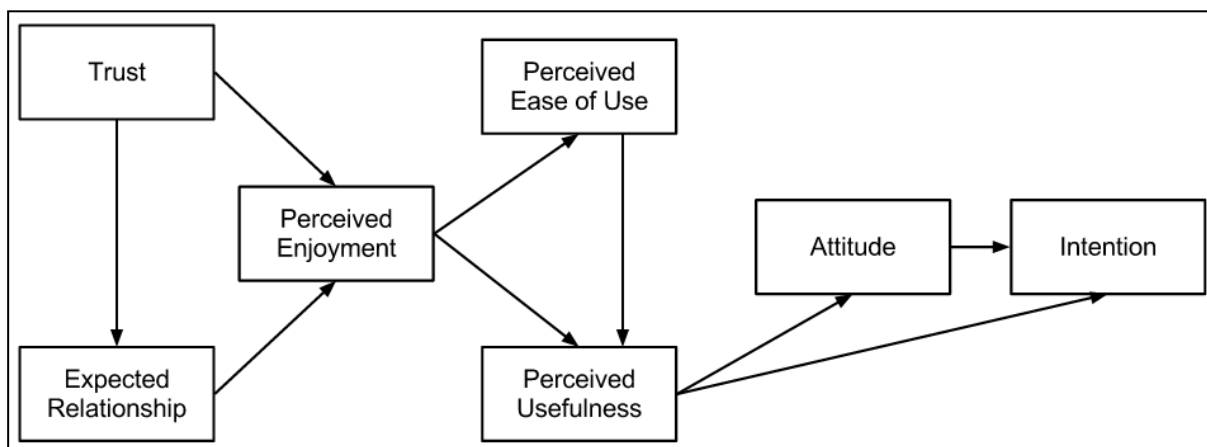 Trust
Perceived
Ease of Use
Perceived
Enjoyment
Attitude
Intention
Expected
Relationship
Perceived
Usefulness